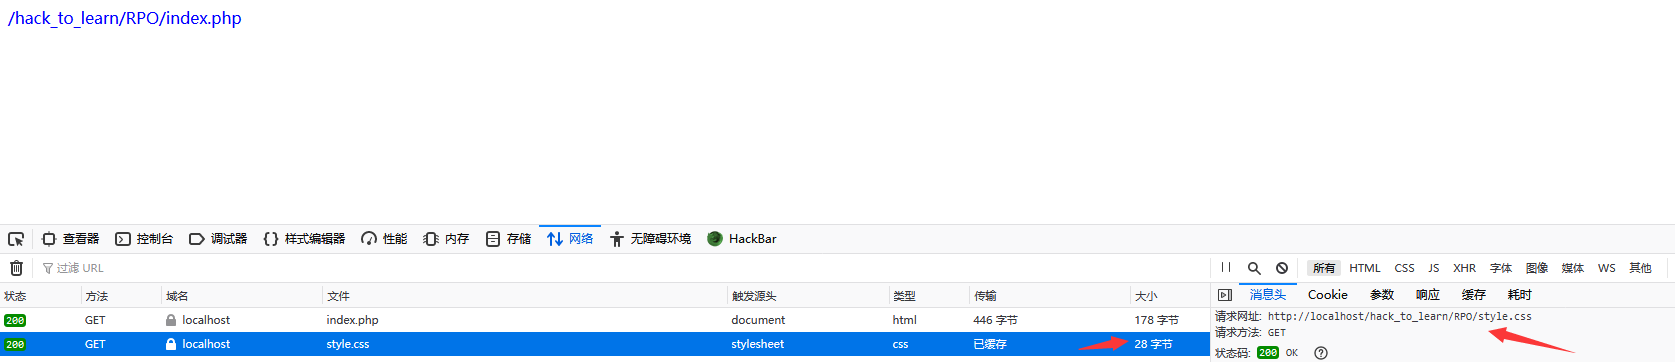 /hack_to_learn/RPO/index.php
查看器 控制台 调试器 样式编辑器 性能 内存 存储 网络 无障碍环境 HackBar
过滤 URL 所有 HTML CSS JS XHR 字体 图像 媒体 WS 其他
状态 方法 域名 文件 触发源头 类型 传输 大小 消息头 Cookie 参数 响应 缓存 耗时
200 GET localhost index.php document html 446 字节 178 字节
200 GET localhost style.css stylesheet css 已缓存 28 字节
请求网址: http://localhost/hack_to_learn/RPO/style.css
请求方法: GET
状态码: 200 OK ?